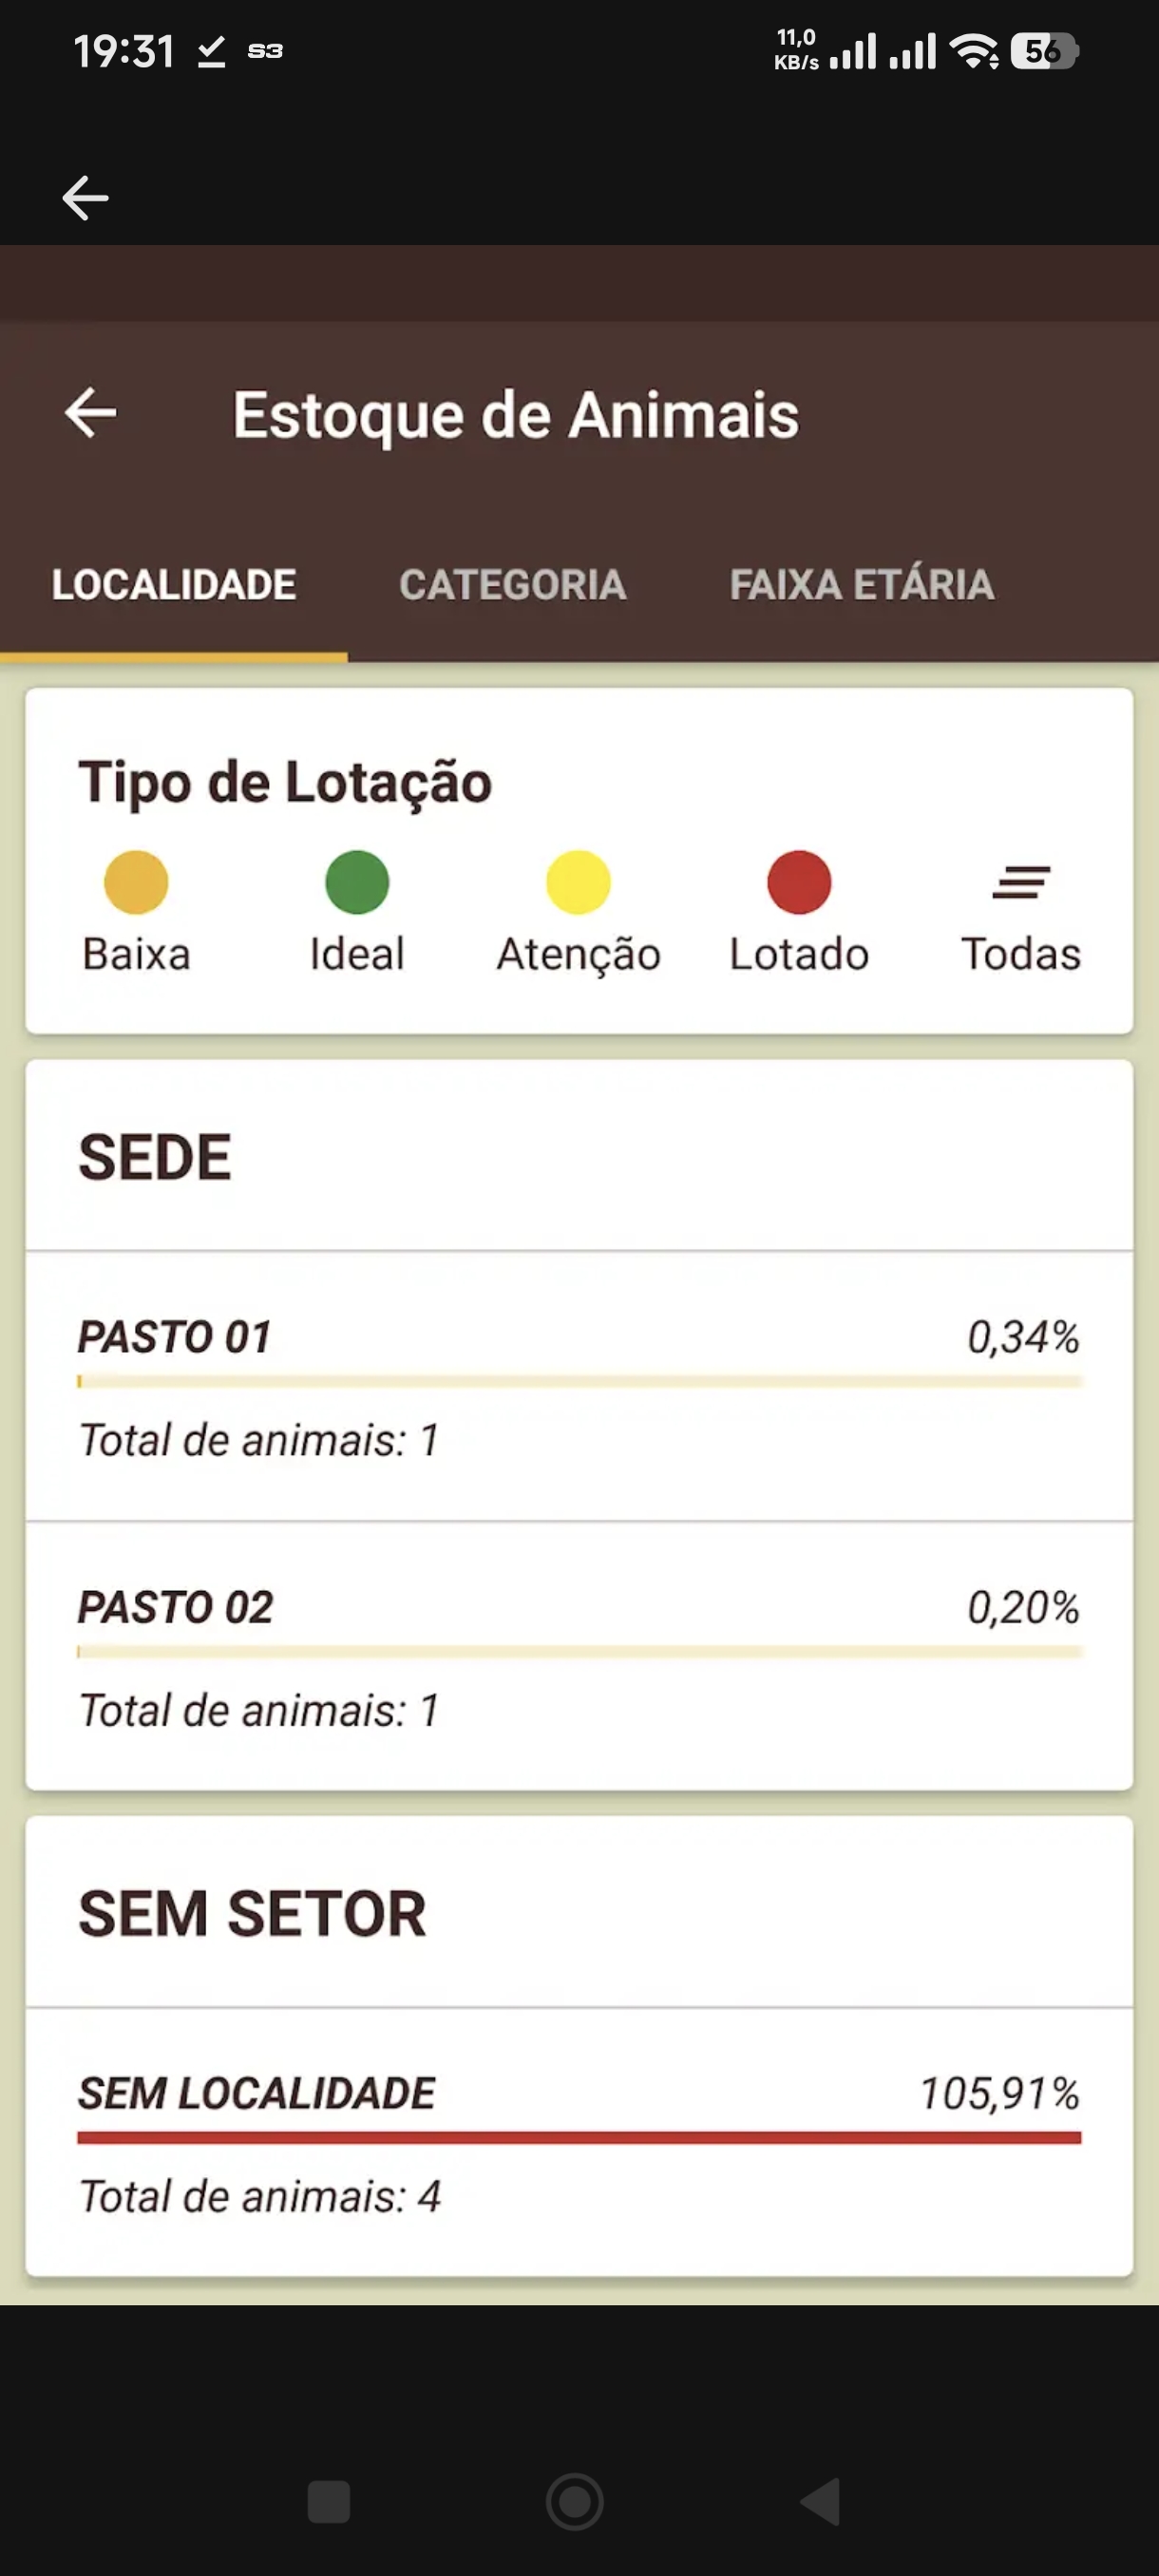 19:31 S3 11,0 KB/s 56
Estoque de Animais
LOCALIDADE CATEGORIA FAIXA ETÁRIA
Tipo de Lotação
Baixa Ideal Atenção Lotado Todas
SEDE
PASTO 01 0,34%
Total de animais: 1
PASTO 02 0,20%
Total de animais: 1
SEM SETOR
SEM LOCALIDADE 105,91%
Total de animais: 4